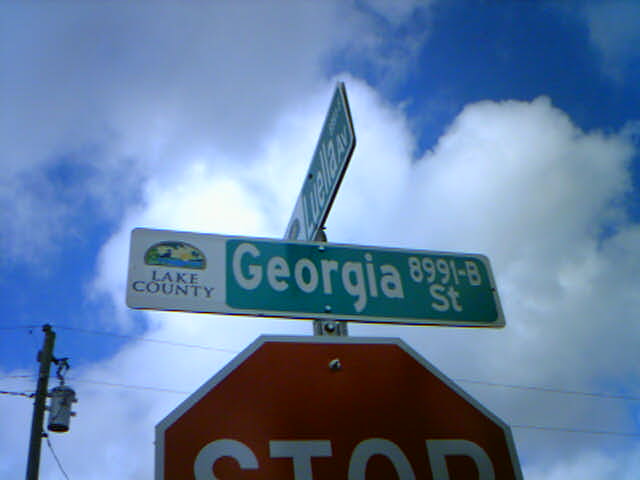 Luella Av
LAKE
COUNTY
Georgia 8991-B
St
STOP